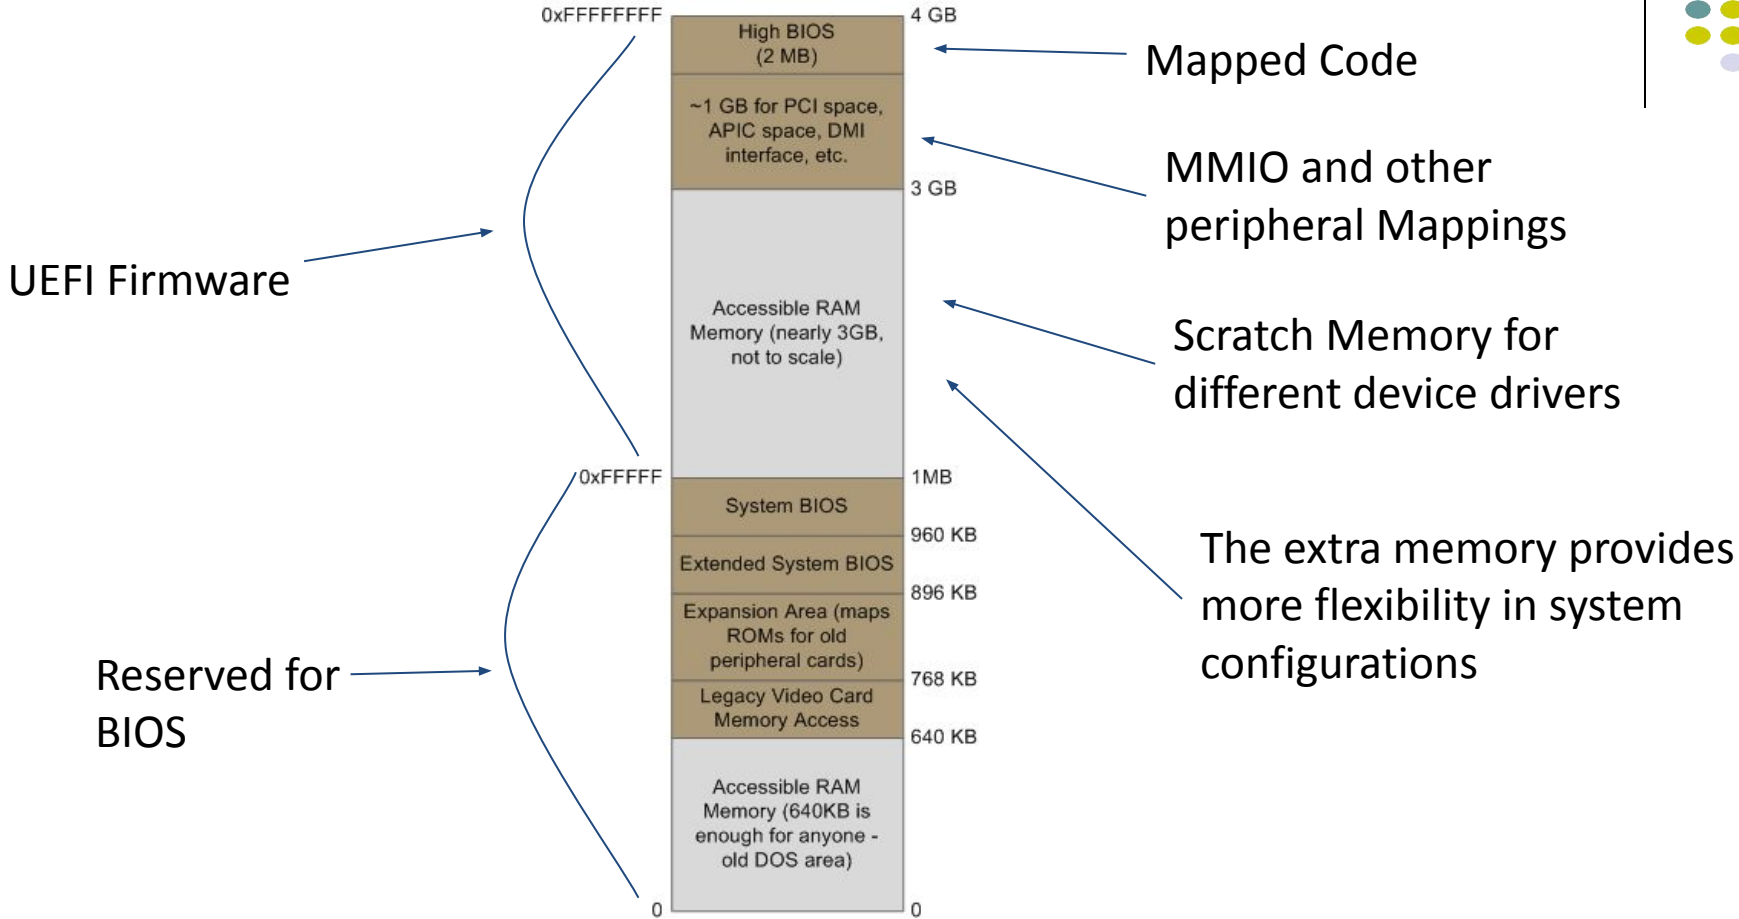 0xFFFFFFFF
4 GB
High BIOS
(2 MB)
Mapped Code
~1 GB for PCI space,
APIC space, DMI
interface, etc.
MMIO and other
peripheral Mappings
3 GB
UEFI Firmware
Accessible RAM
Memory (nearly 3GB,
not to scale)
Scratch Memory for
different device drivers
0xFFFFF
1MB
System BIOS
960 KB
Extended System BIOS
896 KB
The extra memory provides
more flexibility in system
configurations
Expansion Area (maps
ROMs for old
peripheral cards)
768 KB
Reserved for
BIOS
Legacy Video Card
Memory Access
640 KB
Accessible RAM
Memory (640KB is
enough for anyone -
old DOS area)
0
0